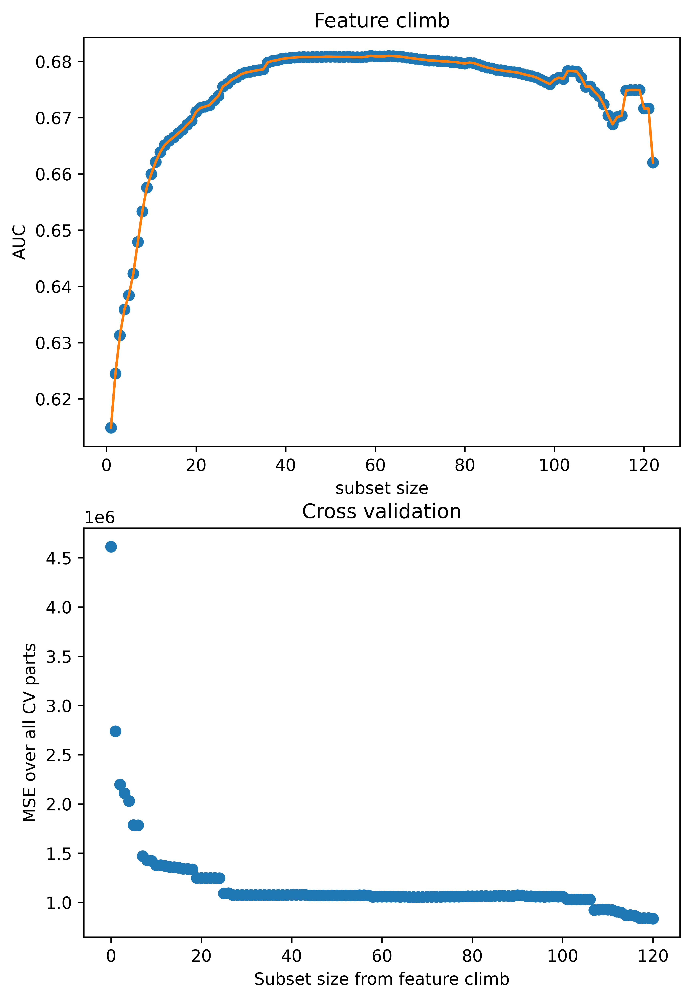 Feature climb
0.68
0.67
0.66
0.65
0.64
0.63
0.62
AUC
0 20 40 60 80 100 120
subset size
Cross validation
1e6
4.5
4.0
3.5
3.0
2.5
2.0
1.5
1.0
MSE over all CV parts
0 20 40 60 80 100 120
Subset size from feature climb